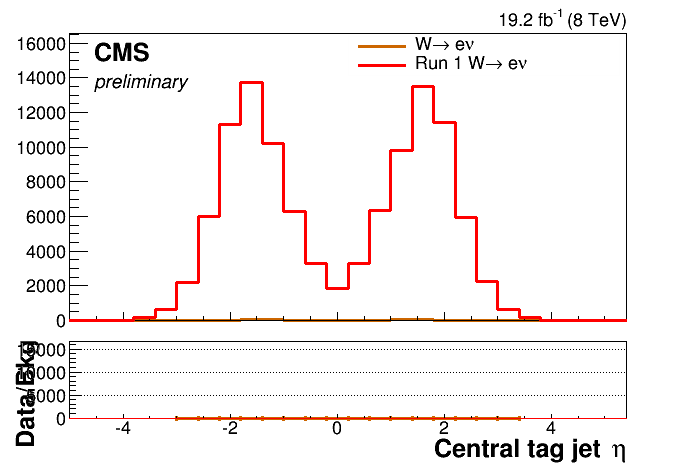 19.2 fb-1 (8 TeV)
CMS
preliminary
W→ eν
Run 1 W→ eν
16000
14000
12000
10000
8000
6000
4000
2000
0
Data/Bkg
0
-4 -2 0 2 4
Central tag jet η